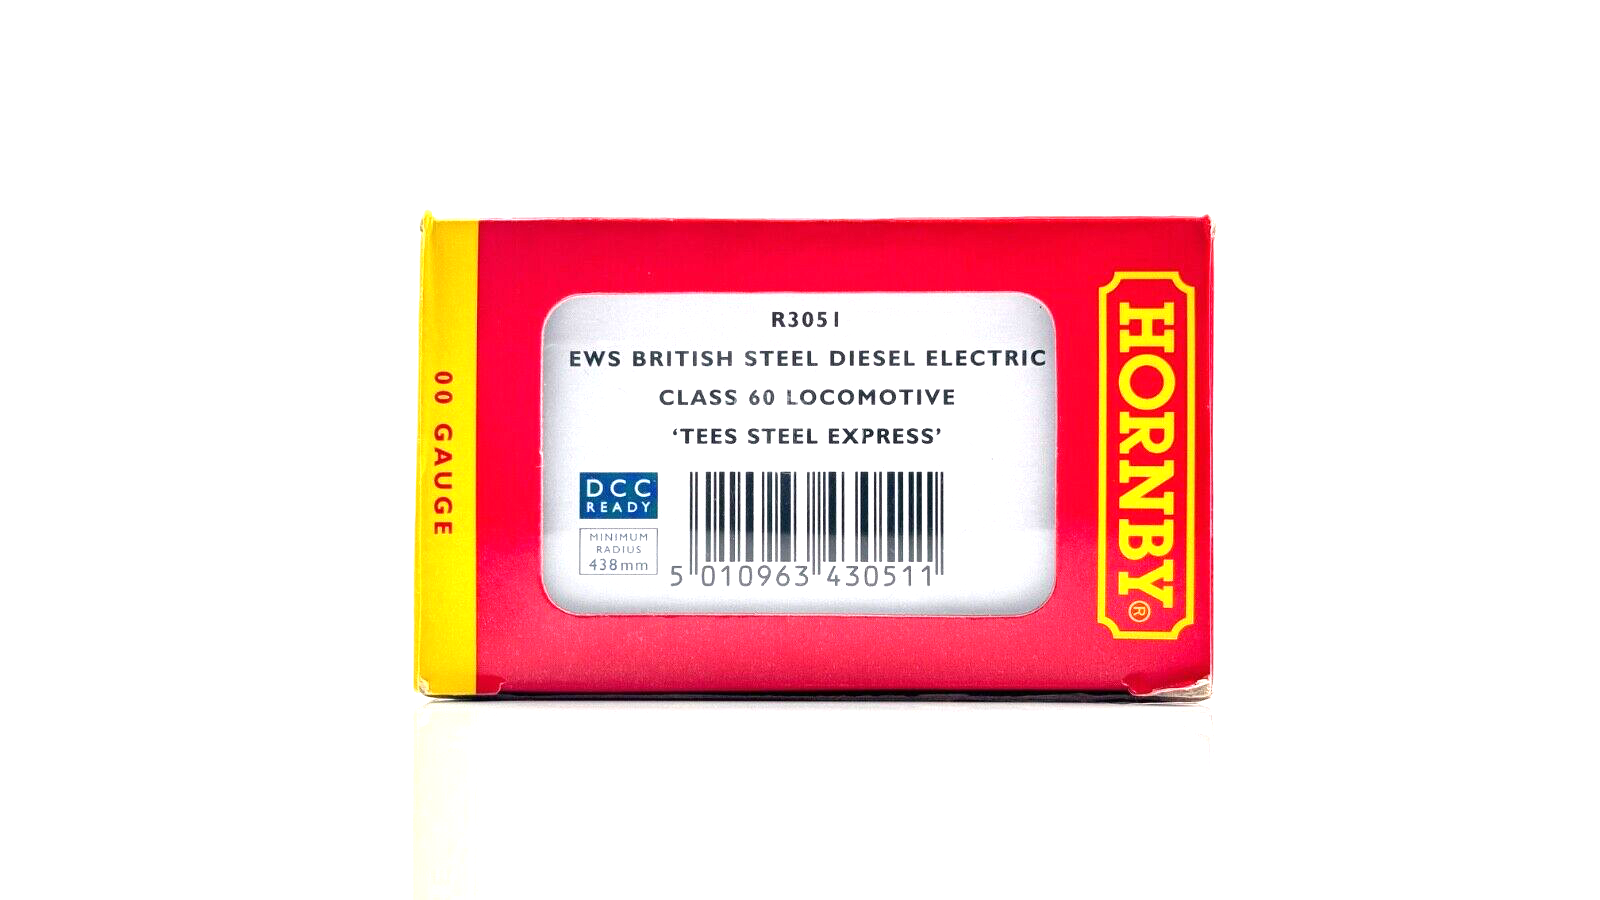 00 GAUGE
R3051
EWS BRITISH STEEL DIESEL ELECTRIC
CLASS 60 LOCOMOTIVE
‘TEES STEEL EXPRESS’
DCC
READY
MINIMUM
RADIUS
438mm
5 010963 430511
HORNBY®